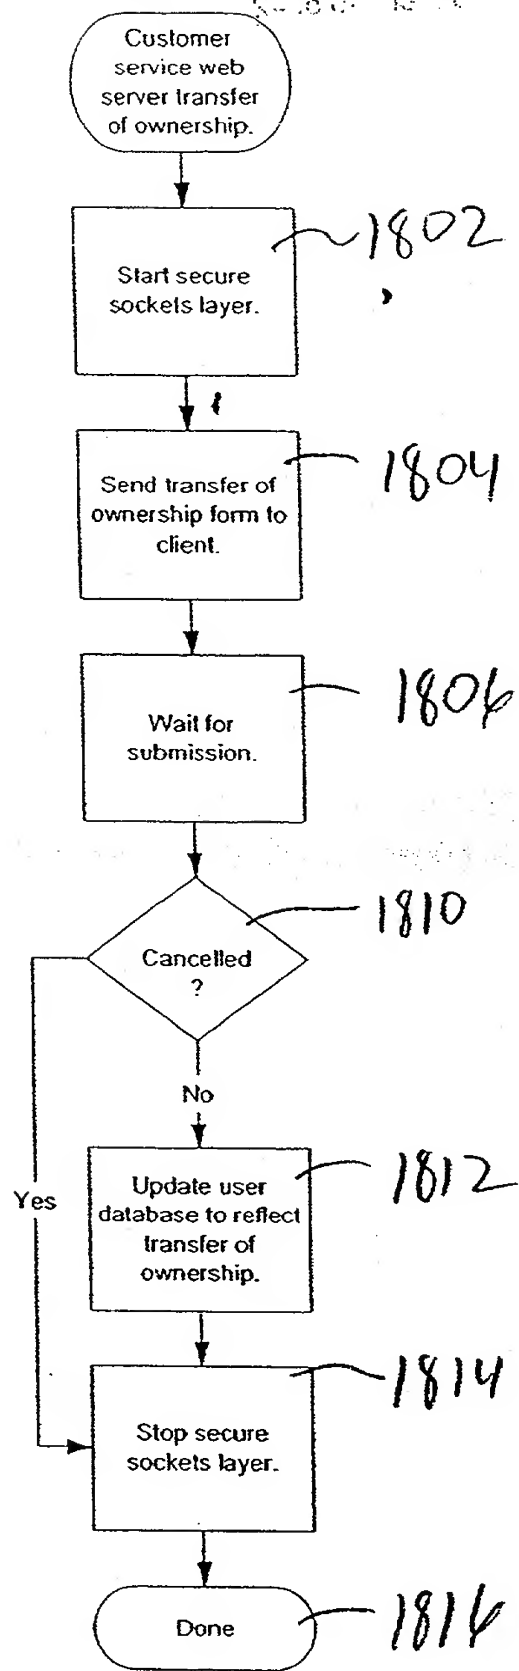 Customer
service web
server transfer
of ownership.
1802
Start secure
sockets layer.
1804
Send transfer of
ownership form to
client.
1806
Wait for
submission.
1810
Cancelled
?
No
Yes
1812
Update user
database to reflect
transfer of
ownership.
1814
Stop secure
sockets layer.
1816
Done